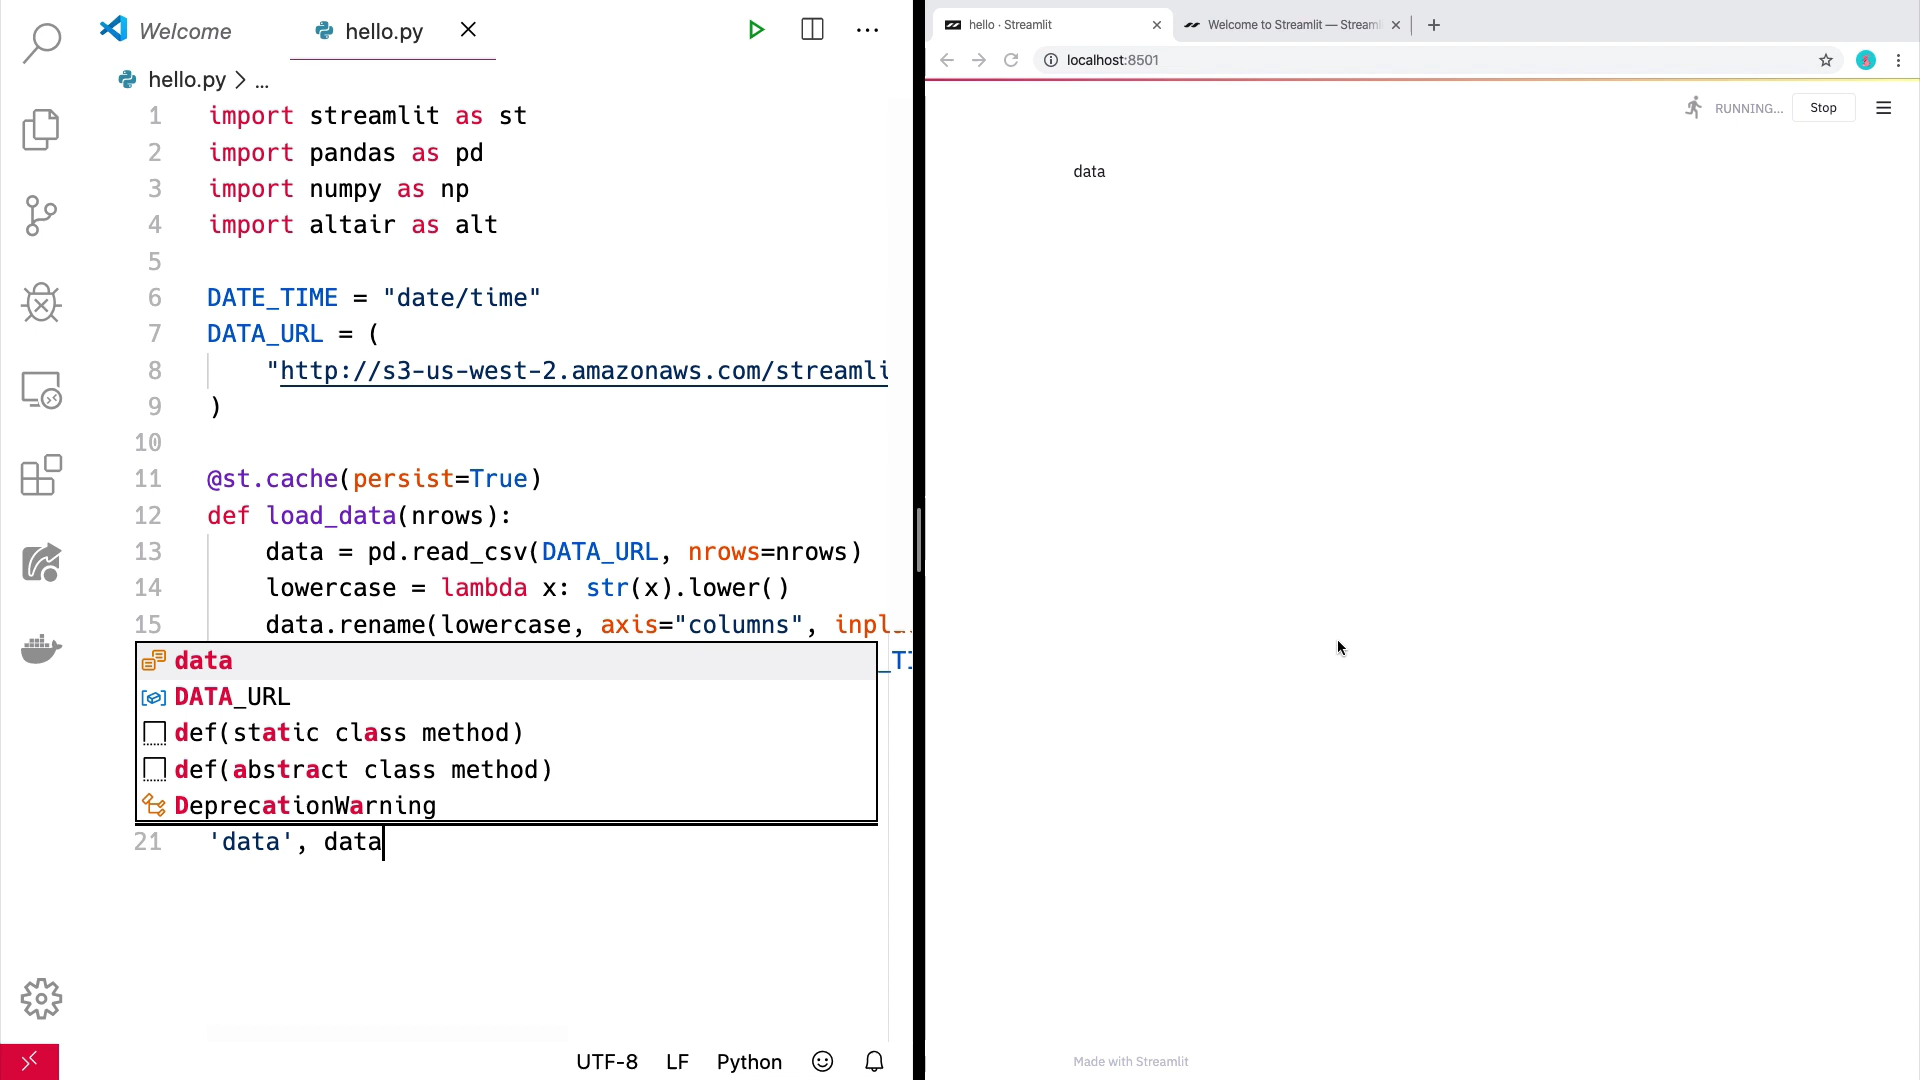 Welcome
hello.py
hello.py > ...
1 import streamlit as st
2 import pandas as pd
3 import numpy as np
4 import altair as alt
5
6 DATE_TIME = "date/time"
7 DATA_URL = (
8 "http://s3-us-west-2.amazonaws.com/streamli
9 )
10
11 @st.cache(persist=True)
12 def load_data(nrows):
13 data = pd.read_csv(DATA_URL, nrows=nrows)
14 lowercase = lambda x: str(x).lower()
15 data.rename(lowercase, axis="columns", inpl
_TI
data
DATA_URL
def(static class method)
def(abstract class method)
DeprecationWarning
21 'data', data
UTF-8 LF Python
hello · Streamlit
Welcome to Streamlit — Streaml
localhost:8501
RUNNING... Stop
data
Made with Streamlit